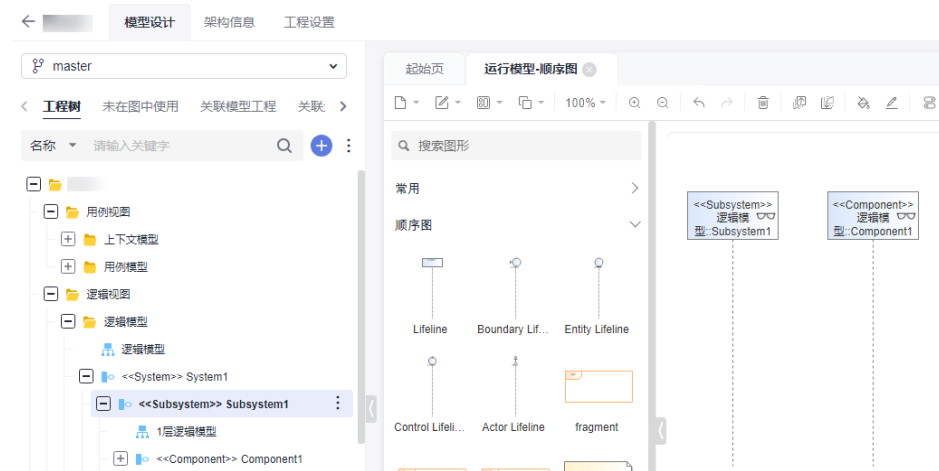 模型设计 架构信息 工程设置
master
起始页 运行模型-顺序图
工程树 未在图中使用 关联模型工程 关联
100%
名称 请输入关键字
搜索图形
常用
顺序图
用例视图
上下文模型
用例模型
逻辑视图
逻辑模型
逻辑模型
<<System>> System1
<<Subsystem>> Subsystem1
1层逻辑模型
<<Component>> Component1
Lifeline Boundary Lif... Entity Lifeline
Control Lifeli... Actor Lifeline fragment
<<Subsystem>>
逻辑模
型::Subsystem1
<<Component>>
逻辑模
型::Component1